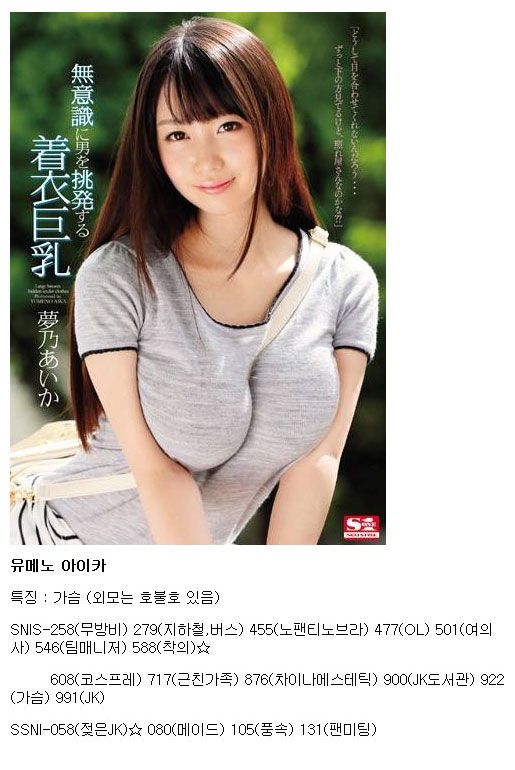 「どうして目を合わせてくれないんだろう…
ずっと下の方見てるけど、照れ屋さんなのかな?」
無意識に男を挑発する
着衣巨乳
Large breasts
hidden under clothes
Performed by
YUMENO AIKA
夢乃あいか
S1
NO.1 STYLE
유메노 아이카
특징 : 가슴 (외모는 호불호 있음)
SNIS-258(무방비) 279(지하철,버스) 455(노팬티노브라) 477(OL) 501(여의
사) 546(팀매니저) 588(착의)☆
608(코스프레) 717(근친가족) 876(차이나에스테틱) 900(JK도서관) 922
(가슴) 991(JK)
SSNI-058(젖은JK)☆ 080(메이드) 105(풍속) 131(팬미팅)